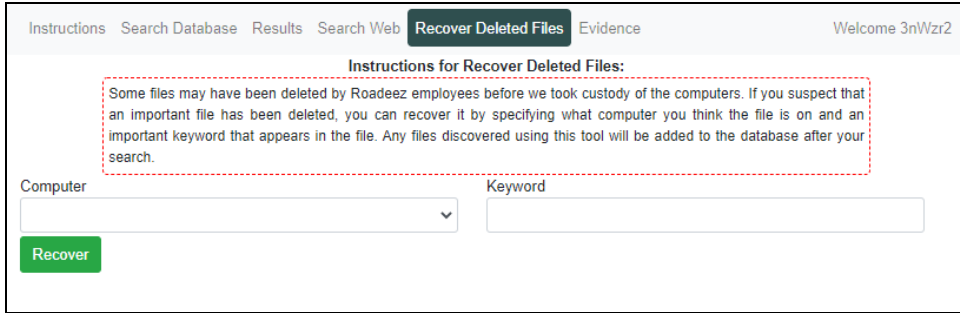 Instructions Search Database Results Search Web Recover Deleted Files Evidence Welcome 3nWzr2
Instructions for Recover Deleted Files:
Some files may have been deleted by Roadeez employees before we took custody of the computers. If you suspect that
an important file has been deleted, you can recover it by specifying what computer you think the file is on and an
important keyword that appears in the file. Any files discovered using this tool will be added to the database after your
search.
Computer Keyword
Recover